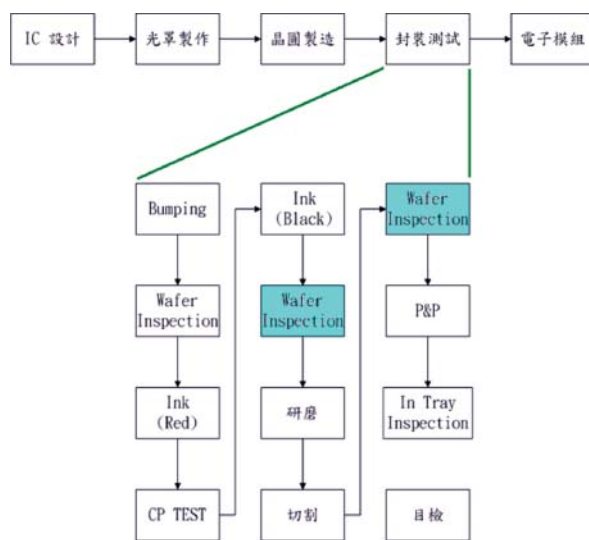 IC 設計
光罩製作
晶圓製造
封裝測試
電子模組
Bumping
Wafer
Inspection
Ink
(Red)
CP TEST
Ink
(Black)
Wafer
Inspection
研磨
切割
Wafer
Inspection
P&P
In Tray
Inspection
目檢